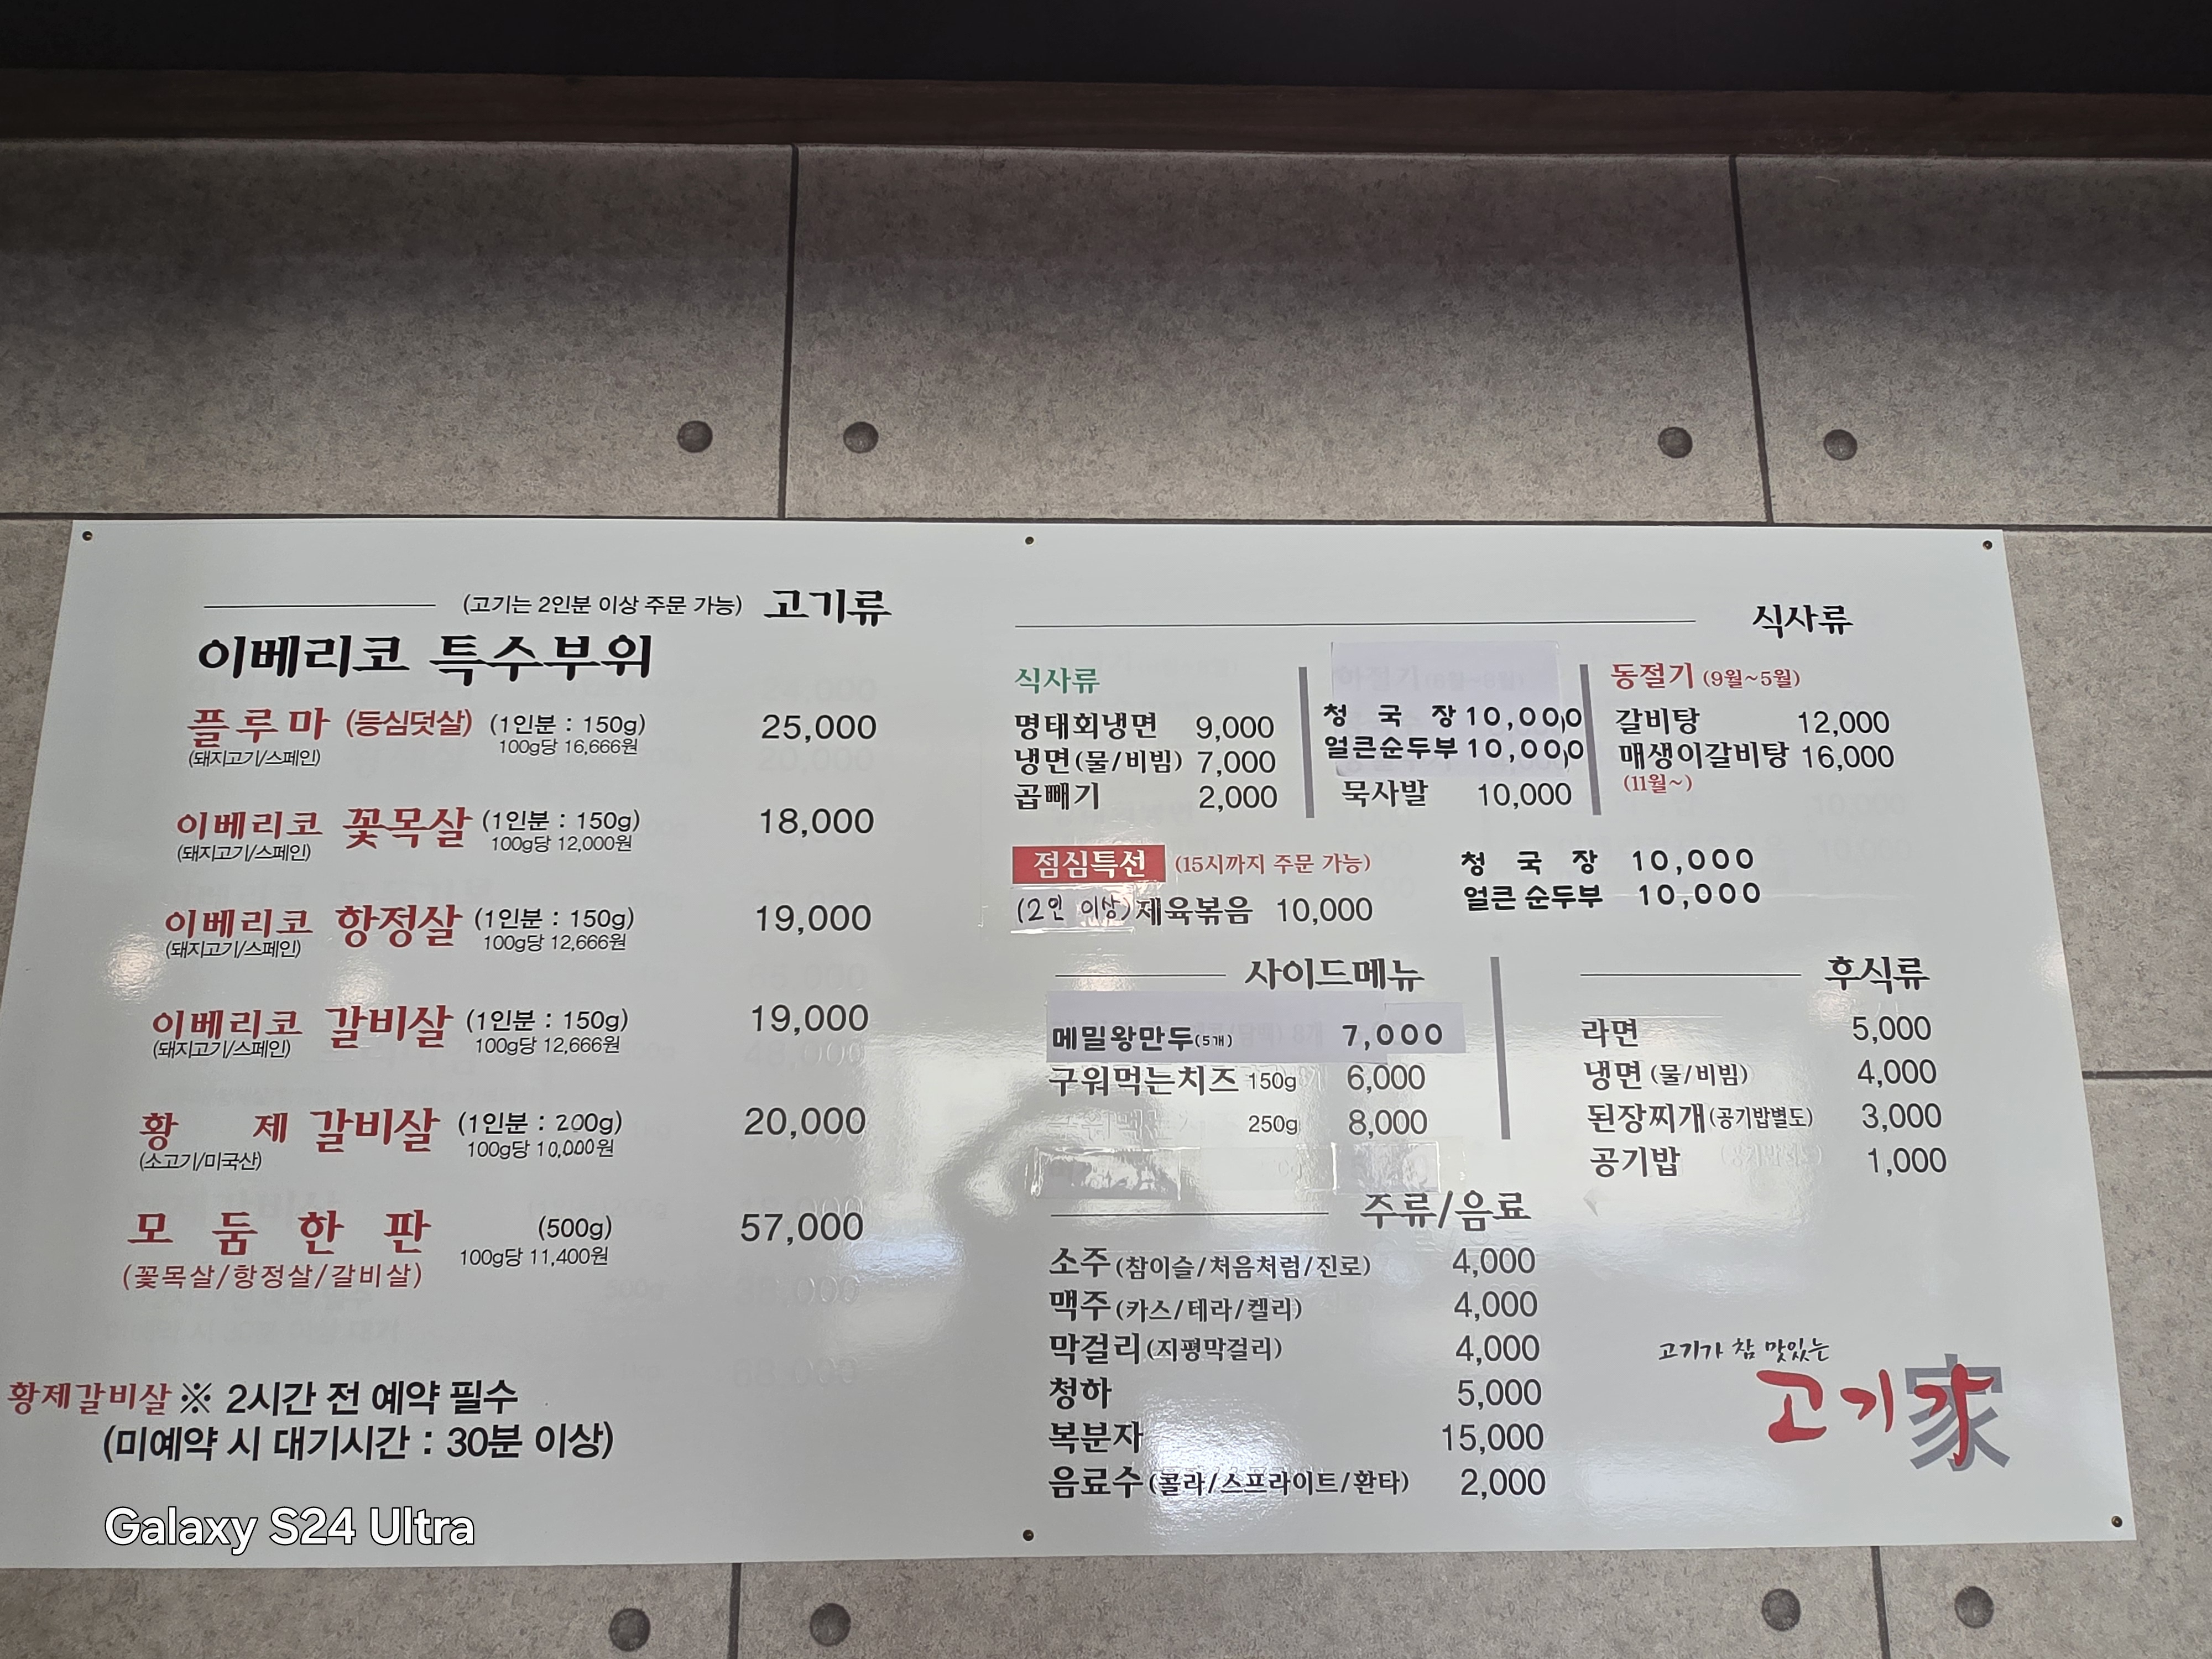 (고기는 2인분 이상 주문 가능) 고기류
이베리코 특수부위
플루마 (등심덧살) (1인분 : 150g) 25,000
(돼지고기/스페인) 100g당 16,666원
이베리코 꽃목살 (1인분 : 150g) 18,000
(돼지고기/스페인) 100g당 12,000원
이베리코 항정살 (1인분 : 150g) 19,000
(돼지고기/스페인) 100g당 12,666원
이베리코 갈비살 (1인분 : 150g) 19,000
(돼지고기/스페인) 100g당 12,666원
황 제 갈비살 (1인분 : 200g) 20,000
(소고기/미국산) 100g당 10,000원
모 둠 한 판 (500g) 57,000
(꽃목살/항정살/갈비살) 100g당 11,400원
황제갈비살 ※ 2시간 전 예약 필수
(미예약 시 대기시간 : 30분 이상)
식사류
식사류
명태회냉면 9,000
냉면(물/비빔) 7,000
곱빼기 2,000
청 국 장 10,000
얼큰순두부 10,000
묵사발 10,000
동절기 (9월~5월)
갈비탕 12,000
매생이갈비탕 16,000
(11월~)
점심특선 (15시까지 주문 가능)
(2인 이상) 제육볶음 10,000
청 국 장 10,000
얼큰 순두부 10,000
사이드메뉴
메밀왕만두(5개) 7,000
구워먹는치즈 150g 6,000
250g 8,000
후식류
라면 5,000
냉면 (물/비빔) 4,000
된장찌개(공기밥별도) 3,000
공기밥 1,000
주류/음료
소주(참이슬/처음처럼/진로) 4,000
맥주(카스/테라/켈리) 4,000
막걸리(지평막걸리) 4,000
청하 5,000
복분자 15,000
음료수(콜라/스프라이트/환타) 2,000
고기가 참 맛있는
고기가 家
Galaxy S24 Ultra